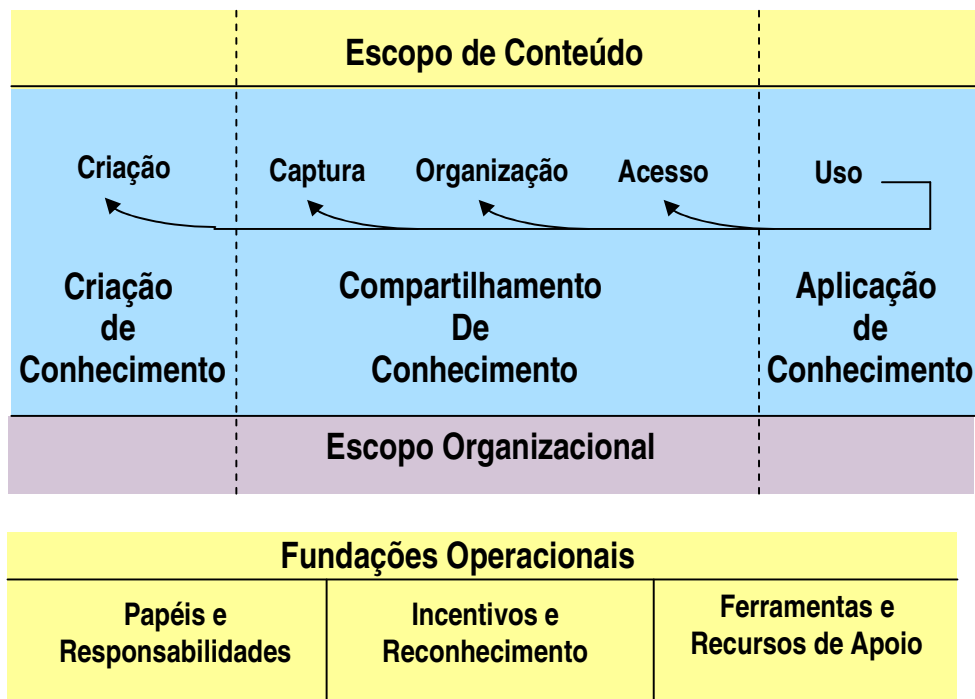 Escopo de Conteúdo
Criação
Captura
Organização
Acesso
Uso
Criação
de
Conhecimento
Compartilhamento
De
Conhecimento
Aplicação
de
Conhecimento
Escopo Organizacional
Fundações Operacionais
Papéis e
Responsabilidades
Incentivos e
Reconhecimento
Ferramentas e
Recursos de Apoio